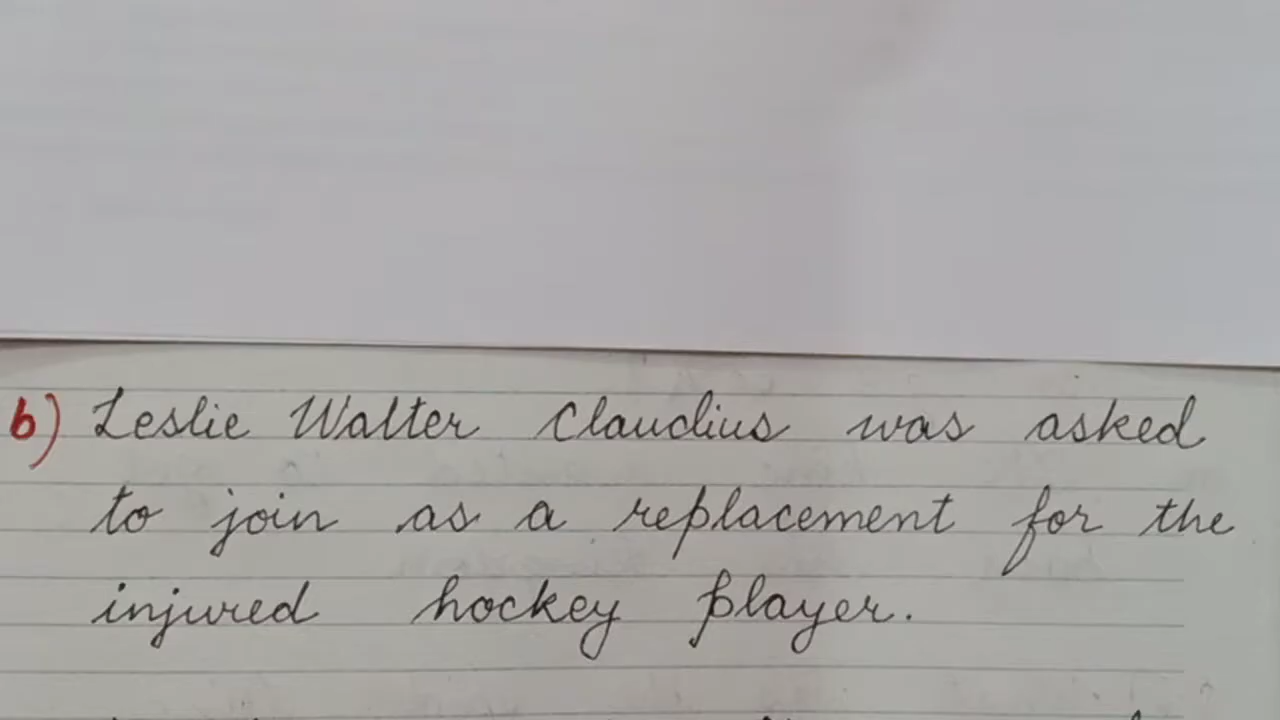 b) Leslie Walter Claudius was asked
to join as a replacement for the
injured hockey player.